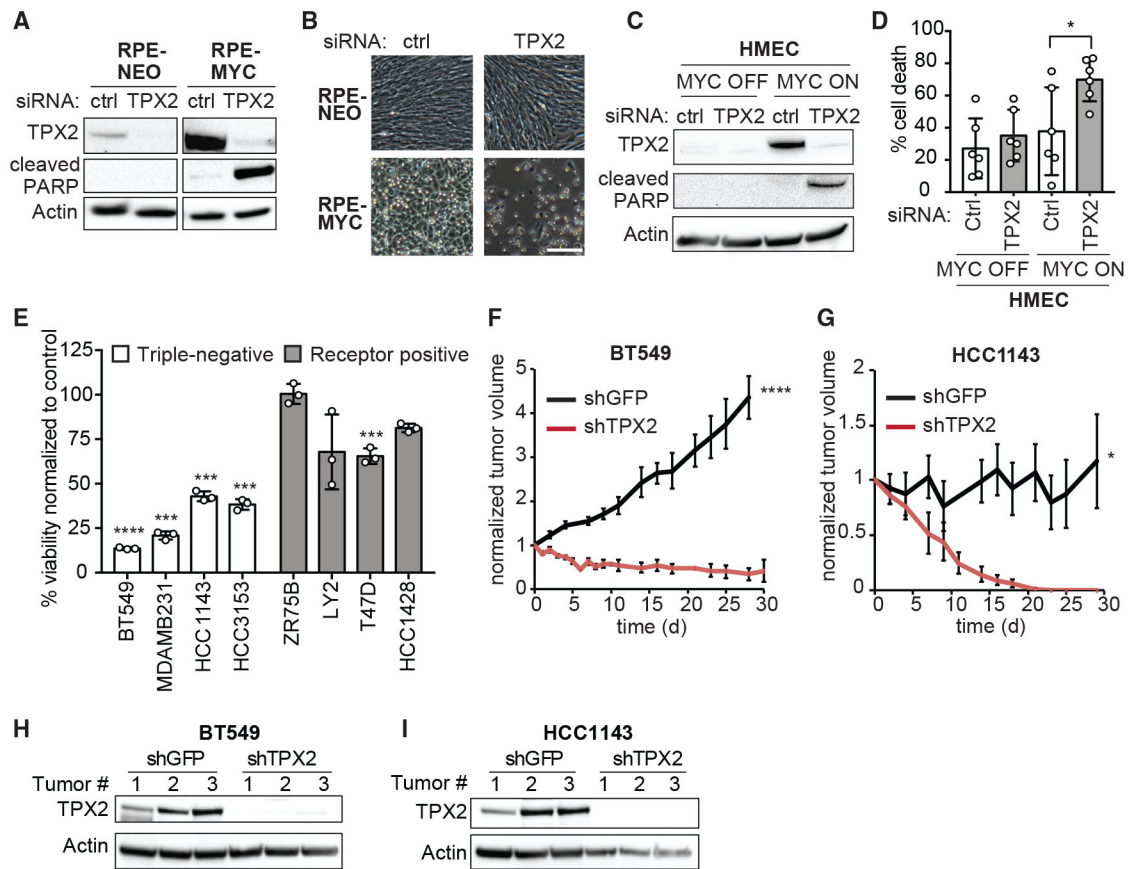 A
RPE-NEO
RPE-MYC
siRNA: ctrl TPX2 ctrl TPX2
TPX2
cleaved PARP
Actin
B
siRNA: ctrl TPX2
RPE-NEO
RPE-MYC
C
HMEC
MYC OFF MYC ON
siRNA: ctrl TPX2 ctrl TPX2
TPX2
cleaved
PARP
Actin
D
% cell death
100
80
60
40
20
0
*
siRNA: Ctrl TPX2 Ctrl TPX2
MYC OFF MYC ON
HMEC
E
% viability normalized to control
125
100
75
50
25
0
Triple-negative Receptor positive
**** *** *** *** ***
BT549 MDAMB231 HCC1143 HCC3153 ZR75B LY2 T47D HCC1428
F
BT549
normalized tumor volume
5
4
3
2
1
0
shGFP
shTPX2
****
0 5 10 15 20 25 30
time (d)
G
HCC1143
normalized tumor volume
2
1.5
1
0.5
0
shGFP
shTPX2
*
0 5 10 15 20 25 30
time (d)
H
BT549
shGFP shTPX2
Tumor # 1 2 3 1 2 3
TPX2
Actin
I
HCC1143
shGFP shTPX2
Tumor # 1 2 3 1 2 3
TPX2
Actin